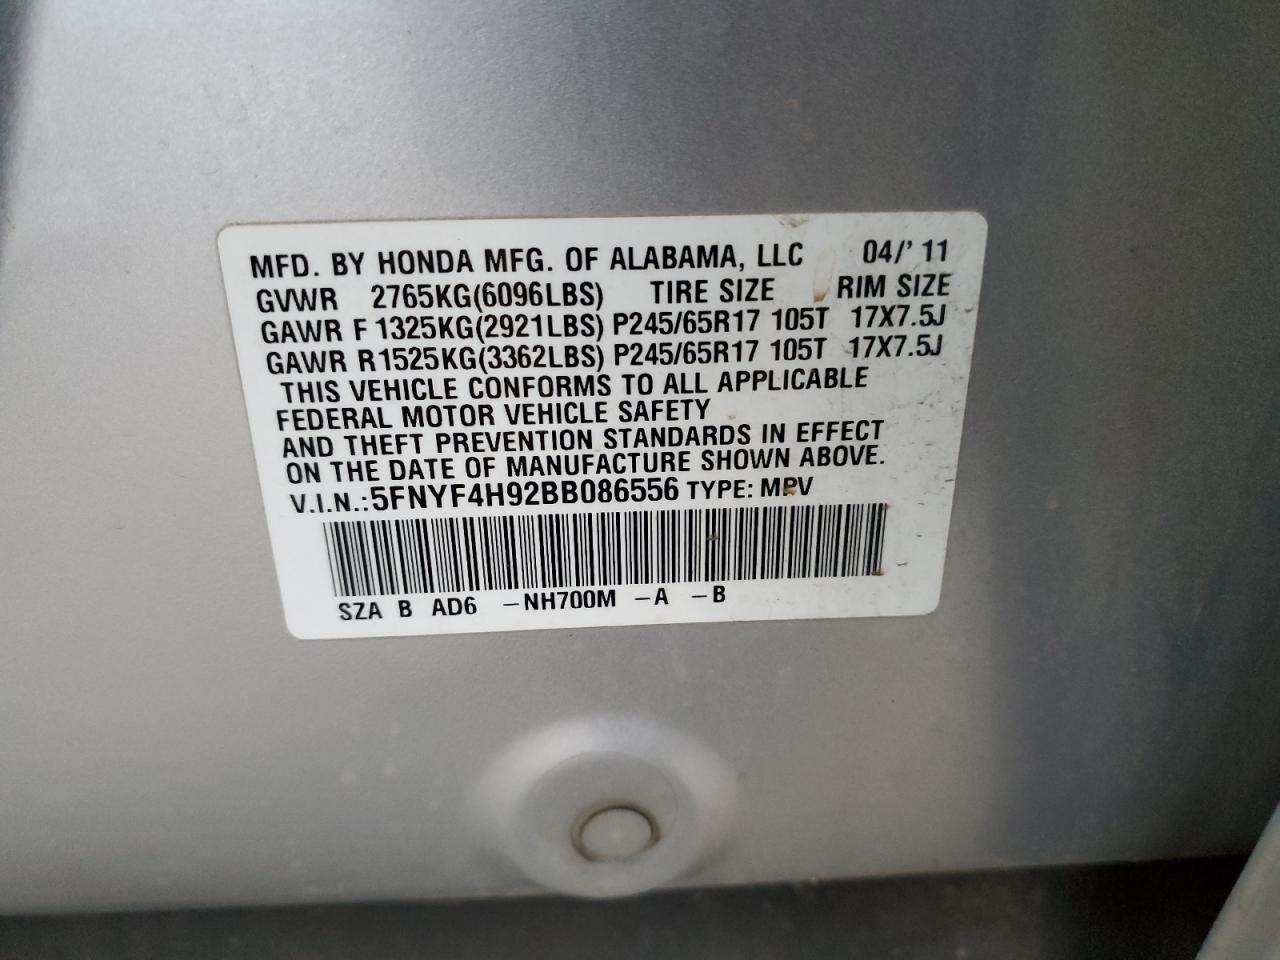 MFD. BY HONDA MFG. OF ALABAMA, LLC 04/' 11
GVWR 2765KG(6096LBS) TIRE SIZE RIM SIZE
GAWR F 1325KG(2921LBS) P245/65R17 105T 17X7.5J
GAWR R1525KG(3362LBS) P245/65R17 105T 17X7.5J
THIS VEHICLE CONFORMS TO ALL APPLICABLE
FEDERAL MOTOR VEHICLE SAFETY
AND THEFT PREVENTION STANDARDS IN EFFECT
ON THE DATE OF MANUFACTURE SHOWN ABOVE.
V.I.N.:5FNYF4H92BB086556 TYPE: MPV
SZA B AD6 -NH700M -A -B